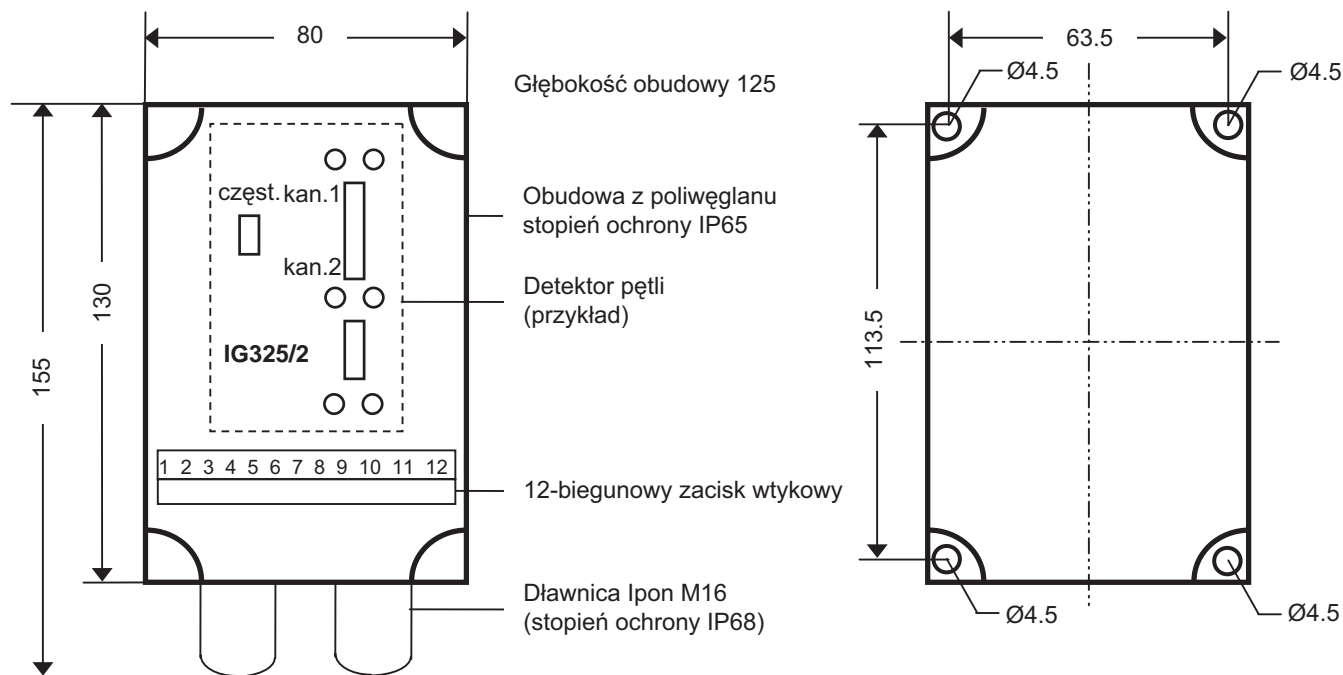 80
Głębokość obudowy 125
63.5
Ø4.5
Ø4.5
częst.
kan.1
kan.2
IG325/2
155
130
113.5
Obudowa z poliwęglanu
stopień ochrony IP65
Detektor pętli
(przykład)
1 2 3 4 5 6 7 8 9 10 11 12
12-biegunowy zacisk wtykowy
Dławnica Ipon M16
(stopień ochrony IP68)
Ø4.5
Ø4.5